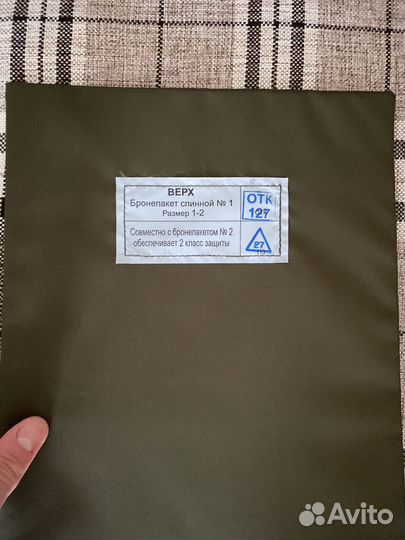 ВЕРХ
Бронепакет спинной № 1
Размер 1-2
ОТК
127
Совместно с бронепакетом № 2
обеспечивает 2 класс защиты
27
Avito